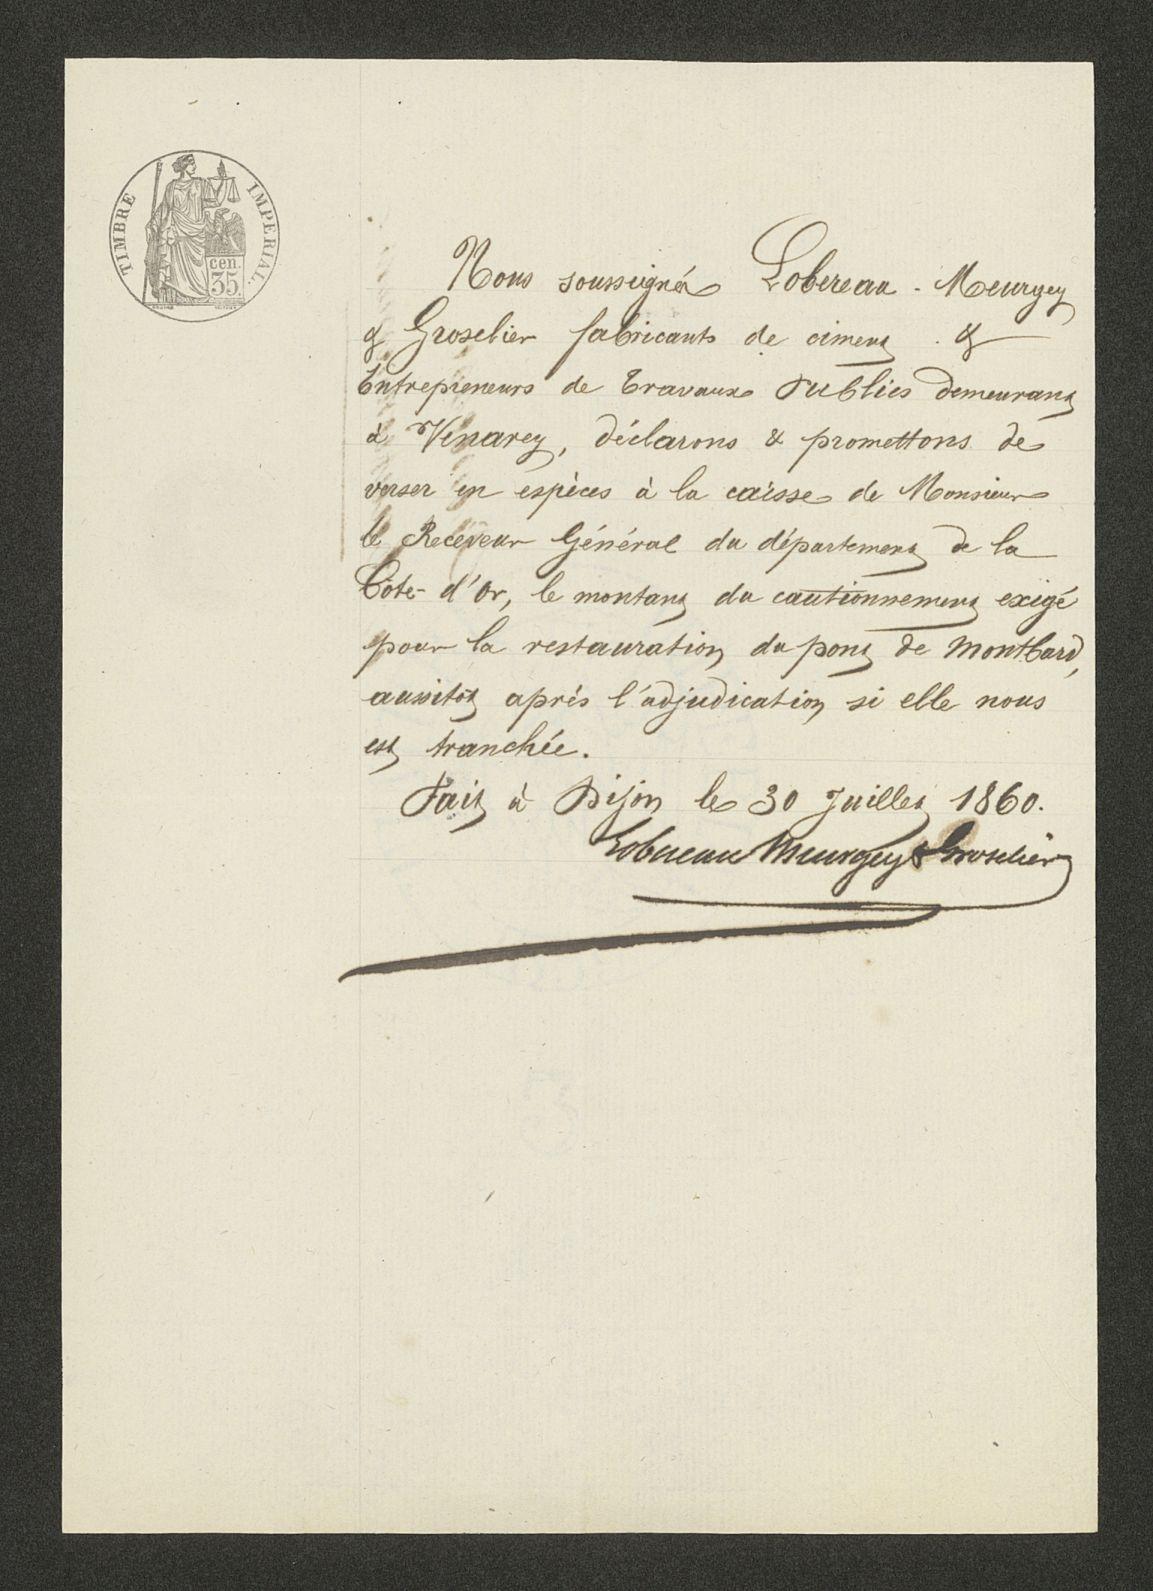 TIMBRE IMPERIAL.
cen.
35.
Nous soussignés Lobereau - Meurgey
& Groselier fabricants de ciment &
Entrepreneurs de Travaux Publics demeurant
à Venarey, déclarons & promettons de
verser en espèces à la caisse de Monsieur
le Receveur Général du département de la
Côte-d'Or, le montant du cautionnement exigé
pour la restauration du pont de Montbard,
aussitôt après l'adjudication si elle nous
est tranchée.
Fait à Dijon le 30 Juillet 1860.
Lobereau Meurgey & Groselier